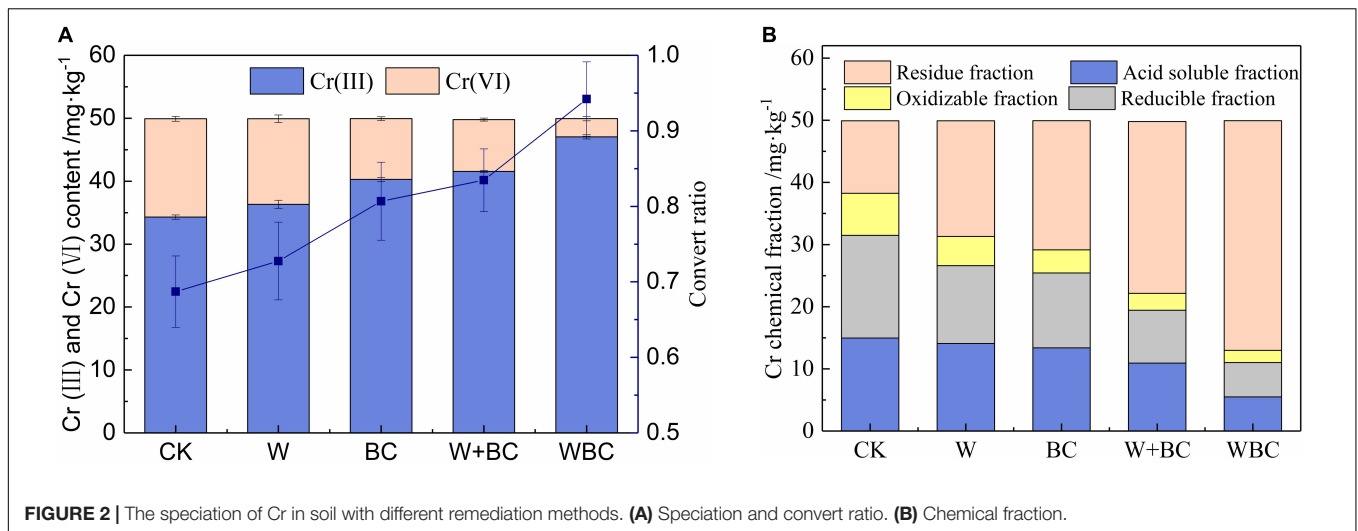 A
Cr (III) and Cr (VI) content /mg·kg⁻¹
60
50
40
30
20
10
0
Cr(III)
Cr(VI)
1.0
0.9
0.8
0.7
0.6
0.5
Convert ratio
CK W BC W+BC WBC
B
Cr chemical fraction /mg·kg⁻¹
60
50
40
30
20
10
0
Residue fraction
Acid soluble fraction
Oxidizable fraction
Reducible fraction
CK W BC W+BC WBC
FIGURE 2 | The speciation of Cr in soil with different remediation methods. (A) Speciation and convert ratio. (B) Chemical fraction.